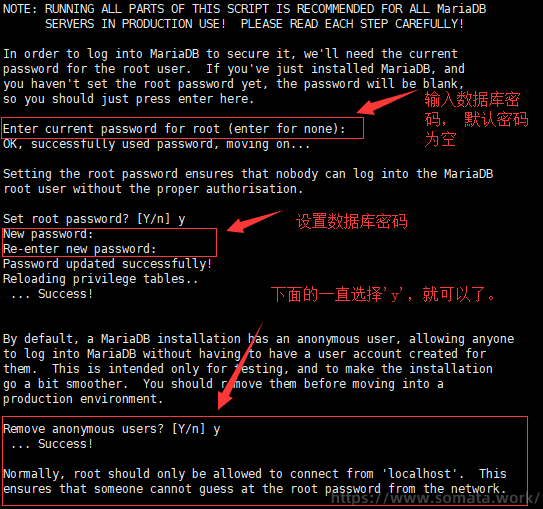 NOTE: RUNNING ALL PARTS OF THIS SCRIPT IS RECOMMENDED FOR ALL MariaDB
SERVERS IN PRODUCTION USE!  PLEASE READ EACH STEP CAREFULLY!
In order to log into MariaDB to secure it, we'll need the current
password for the root user.  If you've just installed MariaDB, and
you haven't set the root password yet, the password will be blank,
so you should just press enter here.
输入数据库密
码， 默认密码
为空
Enter current password for root (enter for none):
OK, successfully used password, moving on...
Setting the root password ensures that nobody can log into the MariaDB
root user without the proper authorisation.
Set root password? [Y/n] y
设置数据库密码
New password:
Re-enter new password:
Password updated successfully!
Reloading privilege tables..
... Success!
下面的一直选择'y'，就可以了。
By default, a MariaDB installation has an anonymous user, allowing anyone
to log into MariaDB without having to have a user account created for
them.  This is intended only for testing, and to make the installation
go a bit smoother.  You should remove them before moving into a
production environment.
Remove anonymous users? [Y/n] y
... Success!
Normally, root should only be allowed to connect from 'localhost'.  This
ensures that someone cannot guess at the root password from the network.
https://www.somata.work/